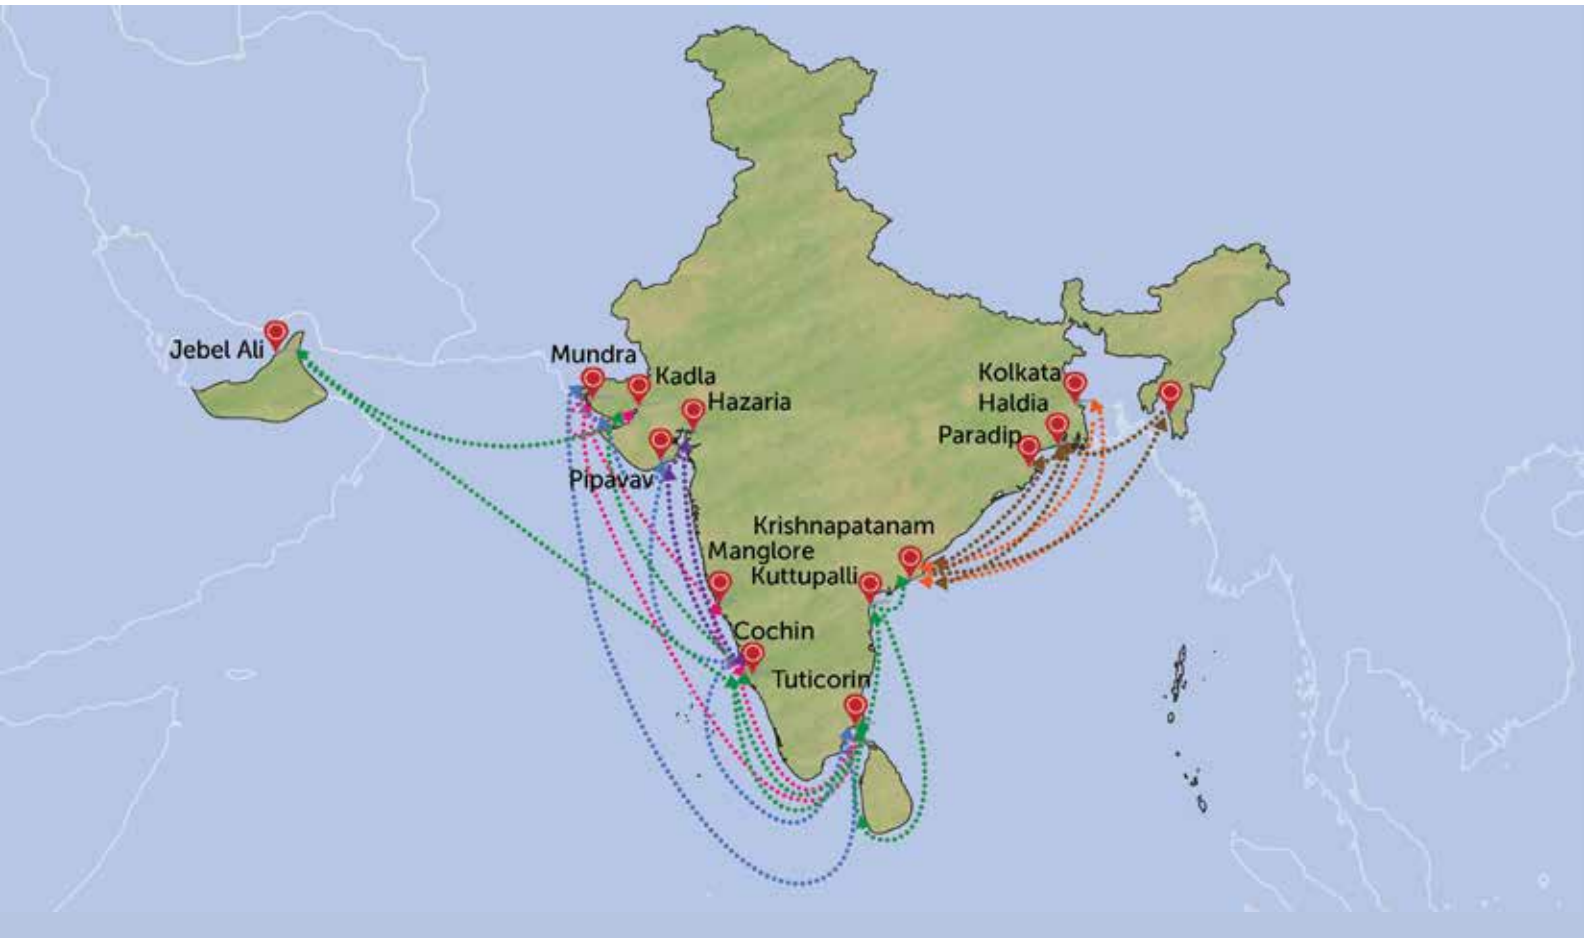 Jebel Ali
Mundra
Kadla
Hazaria
Pipavav
Kolkata
Haldia
Paradip
Krishnapatanam
Manglore
Kuttupalli
Cochin
Tuticorin